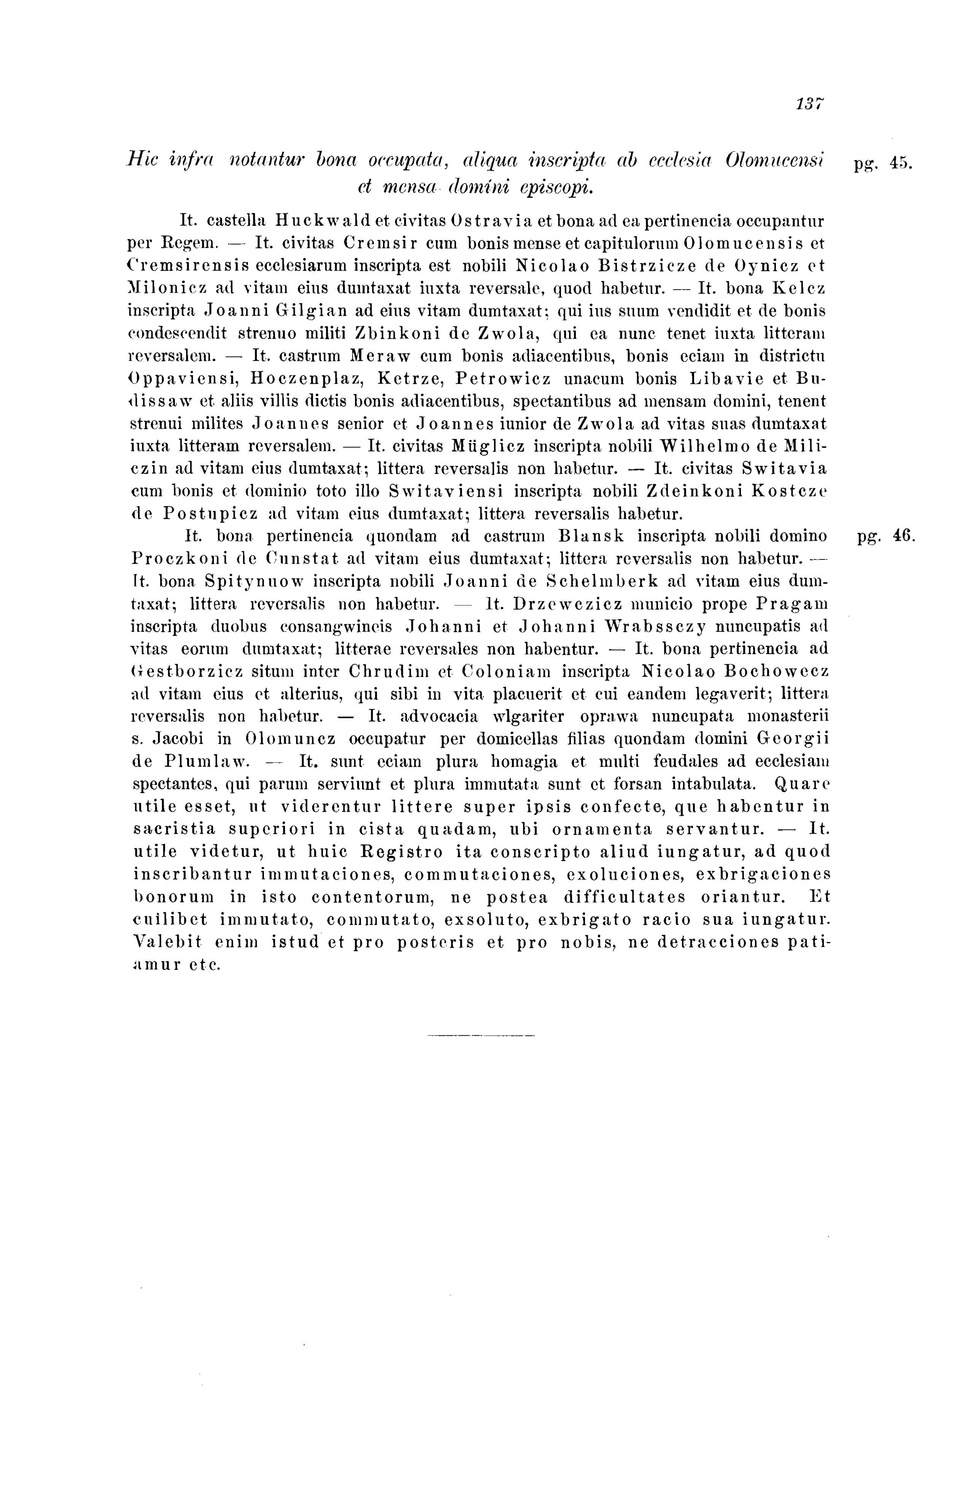 137
Hic infra notantur bona occupata, aliqua inscripta ab ecclesia Olomucensi pg. 45.
et mensa domini episcopi.
It. castella Huckwald et civitas Ostravia et bona ad ea pertinencia occupantur
per Regem. — It. civitas Cremsir cum bonis mense et capitulorum Olomucensis et
Cremsirensis ecclesiarum inscripta est nobili Nicolao Bistrzicze de Oynicz et
Milonicz ad vitam eius dumtaxat iuxta reversale, quod habetur. — It. bona Kelcz
inscripta Joanni Gilgian ad eius vitam dumtaxat; qui ius suum vendidit et de bonis
condescendit strenuo militi Zbinkoni de Zwola, qui ea nunc tenet iuxta litteram
reversalem. — It. castrum Meraw cum bonis adiacentibus, bonis eciam in districtu
Oppaviensi, Hoczenplaz, Ketrze, Petrowicz unacum bonis Libavie et Bu-
dissaw et aliis villis dictis bonis adiacentibus, spectantibus ad mensam domini, tenent
strenui milites Joannes senior et Joannes iunior de Zwola ad vitas suas dumtaxat
iuxta litteram reversalem. — It. civitas Müglicz inscripta nobili Wilhelmo de Mili-
czin ad vitam eius dumtaxat; littera reversalis non habetur. — It. civitas Switavia
cum bonis et dominio toto illo Switaviensi inscripta nobili Zdeinkoni Kostcze
de Postupicz ad vitam eius dumtaxat; littera reversalis habetur.
It. bona pertinencia quondam ad castrum Blansk inscripta nobili domino pg. 46.
Proczkoni de Cunstat ad vitam eius dumtaxat; littera reversalis non habetur. —
It. bona Spitynnow inscripta nobili Joanni de Schelmberk ad vitam eius dum-
taxat; littera reversalis non habetur. — It. Drzewczicz municio prope Pragam
inscripta duobus consangwineis Johanni et Johanni Wrabssczy nuncupatis ad
vitas eorum dumtaxat; litterae reversales non habentur. — It. bona pertinencia ad
Gestborzicz situm inter Chrudim et Coloniam inscripta Nicolao Bochowecz
ad vitam eius et alterius, qui sibi in vita placuerit et cui eandem legaverit; littera
reversalis non habetur. — It. advocacia wlgariter oprawa nuncupata monasterii
s. Jacobi in Olomuncz occupatur per domicellas filias quondam domini Georgii
de Plumlaw. — It. sunt eciam plura homagia et multi feudales ad ecclesiam
spectantes, qui parum serviunt et plura immutata sunt et forsan intabulata. Quare
utile esset, ut viderentur littere super ipsis confecte, que habentur in
sacristia superiori in cista quadam, ubi ornamenta servantur. — It.
utile videtur, ut huic Registro ita conscripto aliud iungatur, ad quod
inscribantur immutaciones, commutaciones, exoluciones, exbrigaciones
bonorum in isto contentorum, ne postea difficultates oriantur. Et
cuilibet immutato, commutato, exsoluto, exbrigato racio sua iungatur.
Valebit enim istud et pro posteris et pro nobis, ne detracciones pati-
amur etc.